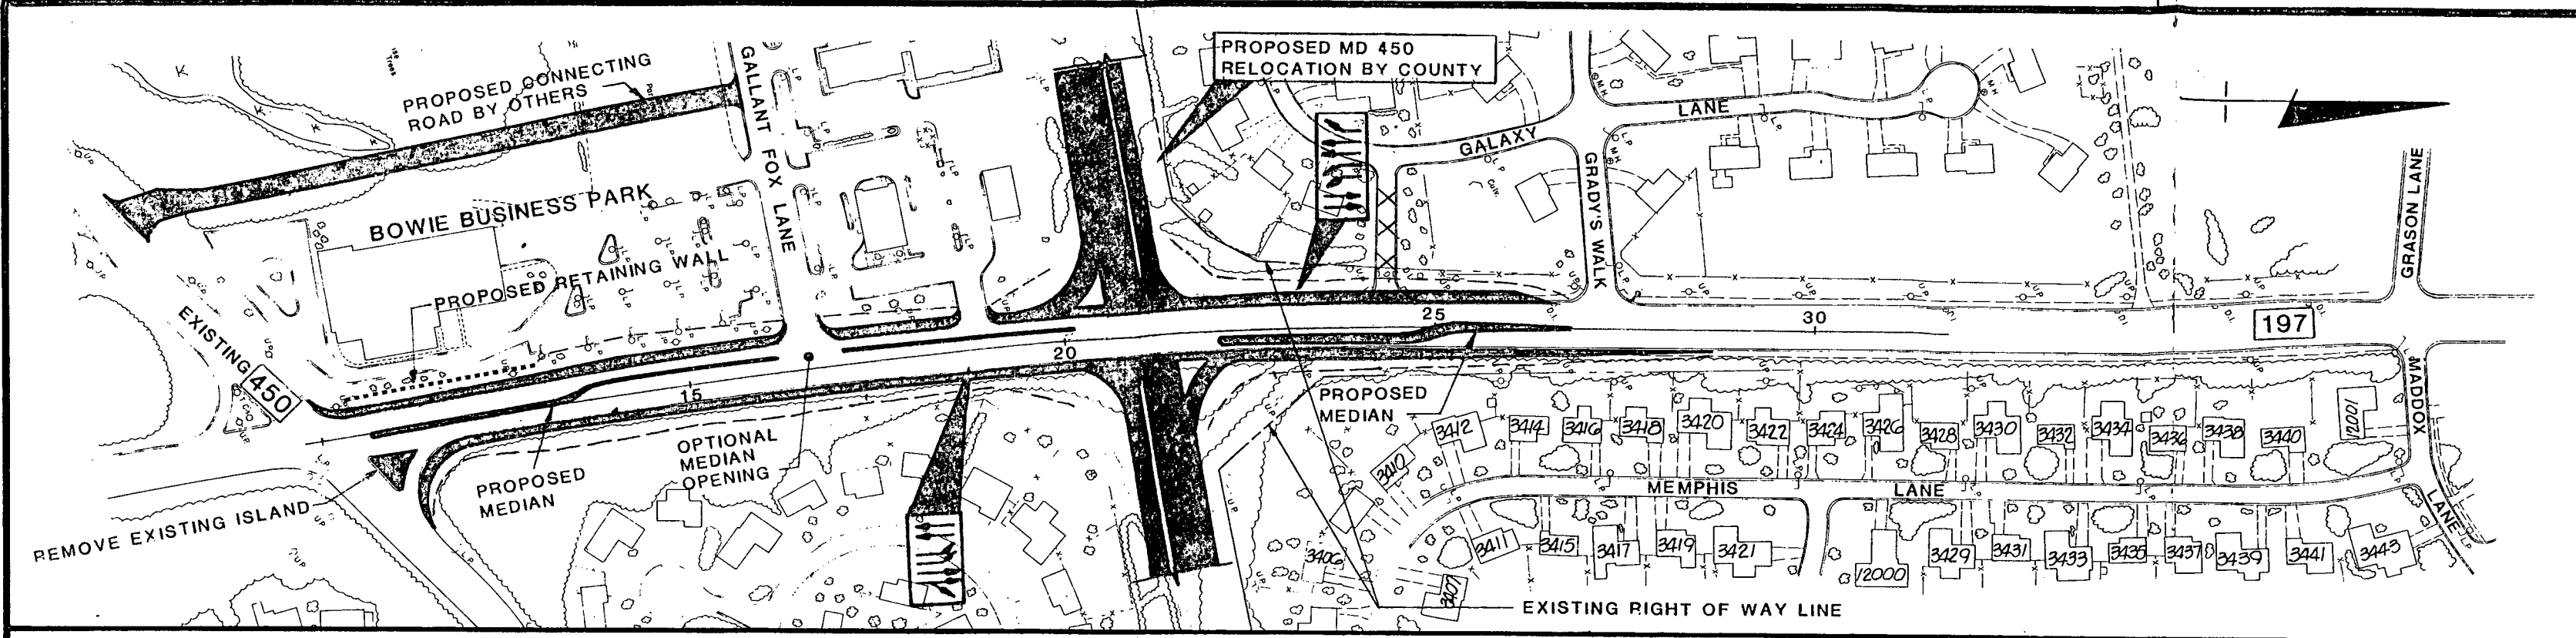 PROPOSED MD 450
RELOCATION BY COUNTY
PROPOSED CONNECTING
ROAD BY OTHERS
GALLANT FOX LANE
BOWIE BUSINESS PARK
PROPOSED RETAINING WALL
EXISTING
450
GALAXY
LANE
GRADY'S WALK
GRASON LANE
197
15
20
25
30
PROPOSED
MEDIAN
OPTIONAL
MEDIAN
OPENING
PROPOSED
MEDIAN
REMOVE EXISTING ISLAND
MADDOX
LANE
3410
3412
3414
3416
3418
3420
3422
3424
3426
3428
3430
3432
3434
3436
3438
3440
12001
MEMPHIS
LANE
3406
3407
3411
3415
3417
3419
3421
12000
3429
3431
3433
3435
3437
3439
3441
3443
EXISTING RIGHT OF WAY LINE